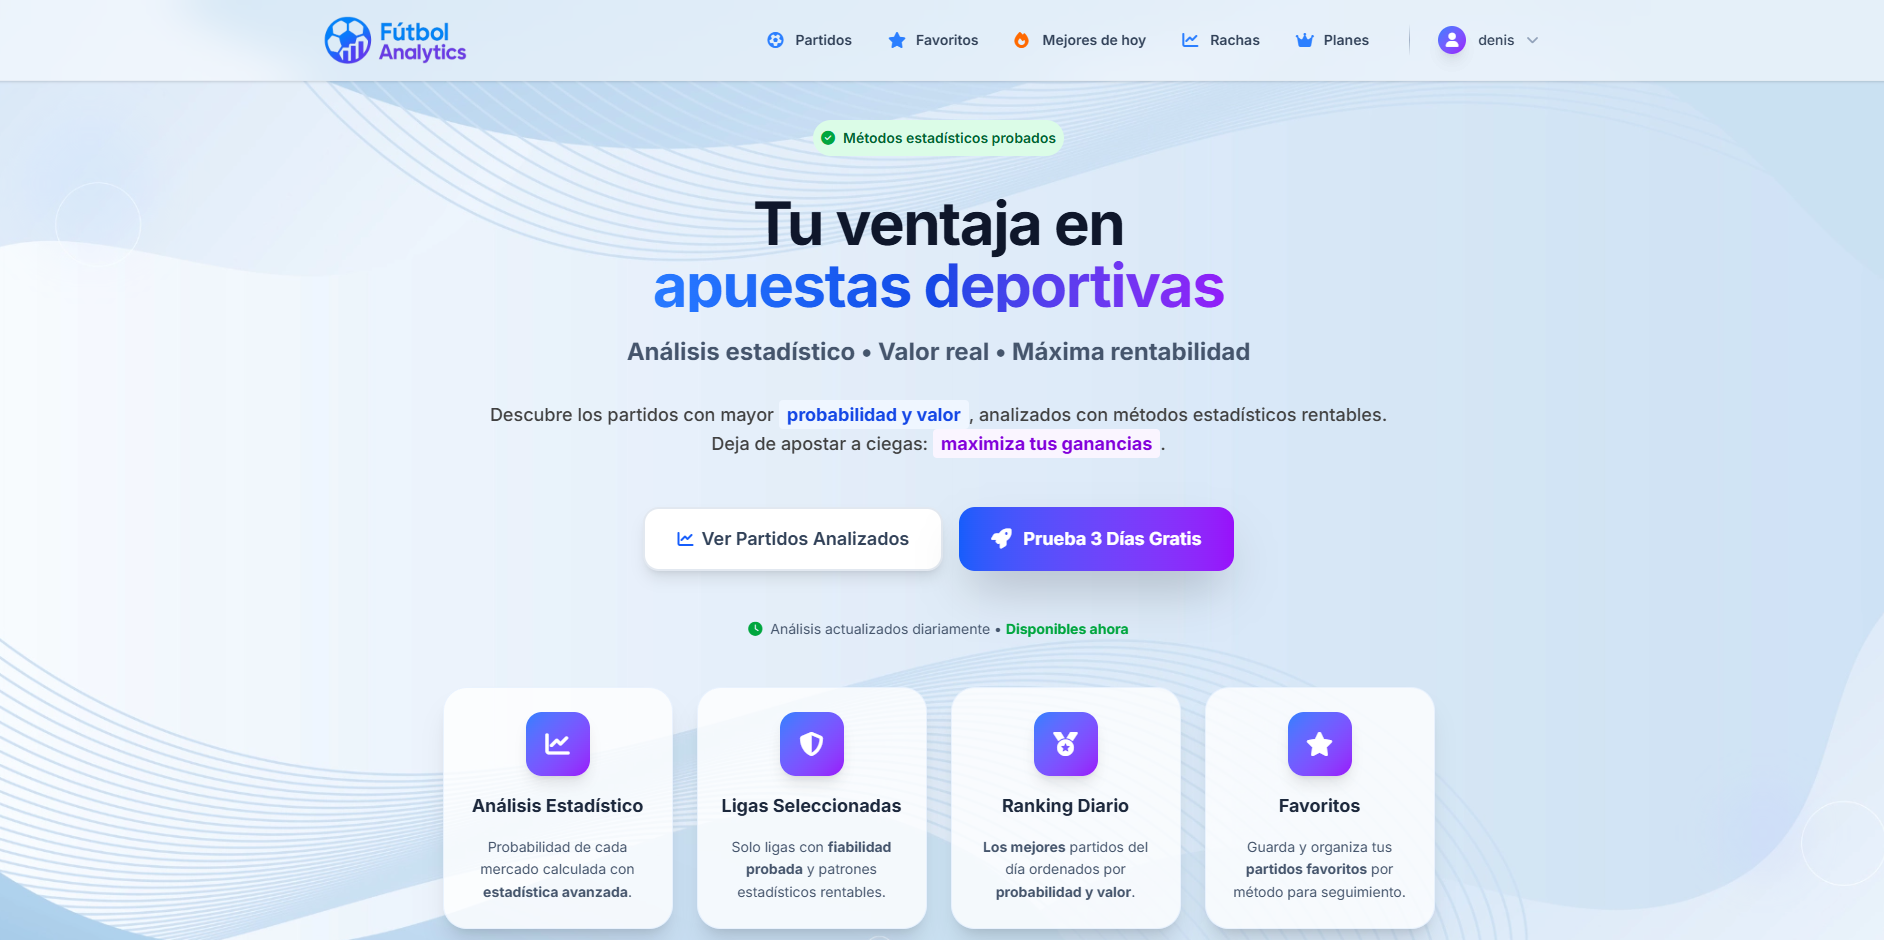 Fútbol
Analytics
Partidos
Favoritos
Mejores de hoy
Rachas
Planes
denis
Métodos estadísticos probados
Tu ventaja en
apuestas deportivas
Análisis estadístico • Valor real • Máxima rentabilidad
Descubre los partidos con mayor probabilidad y valor , analizados con métodos estadísticos rentables.
Deja de apostar a ciegas: maximiza tus ganancias .
Ver Partidos Analizados
Prueba 3 Días Gratis
Análisis actualizados diariamente • Disponibles ahora
Análisis Estadístico
Probabilidad de cada
mercado calculada con
estadística avanzada.
Ligas Seleccionadas
Solo ligas con fiabilidad
probada y patrones
estadísticos rentables.
Ranking Diario
Los mejores partidos del
día ordenados por
probabilidad y valor.
Favoritos
Guarda y organiza tus
partidos favoritos por
método para seguimiento.